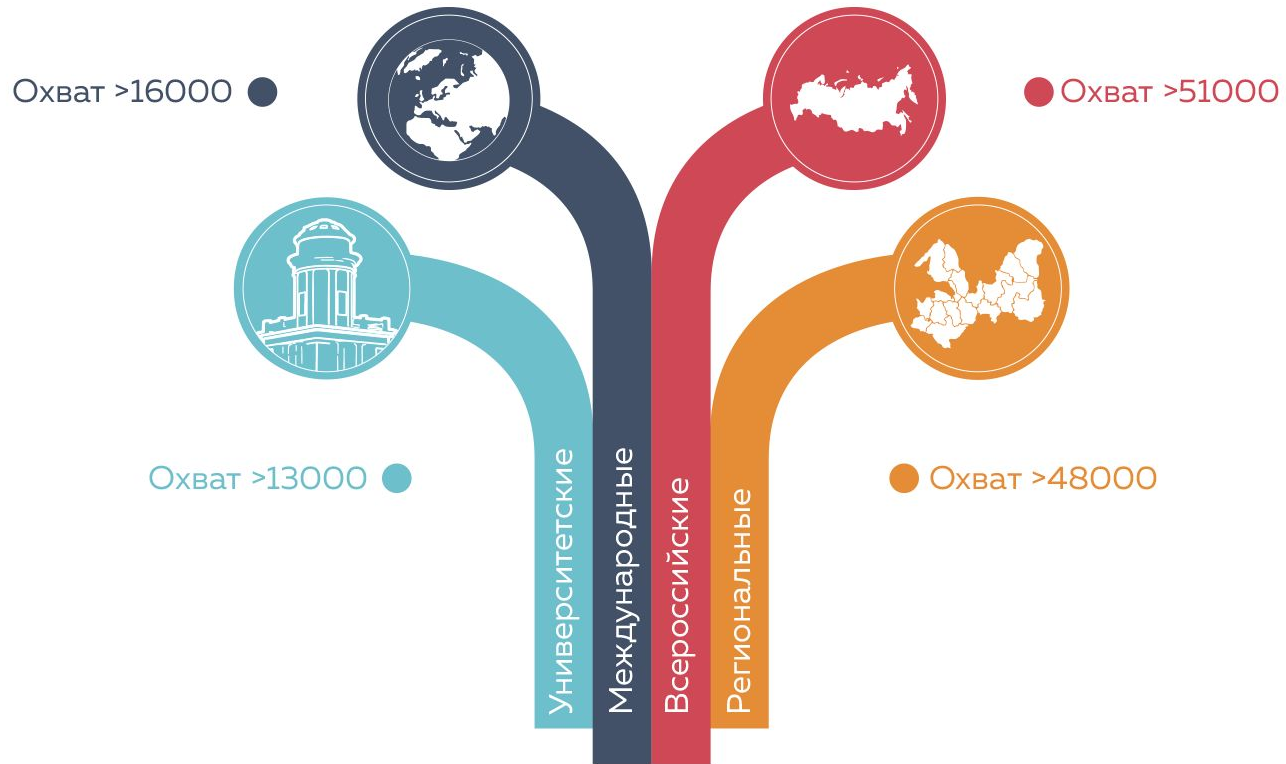 Охват >16000
Охват >51000
Охват >13000
Охват >48000
Университетские
Международные
Всероссийские
Региональные